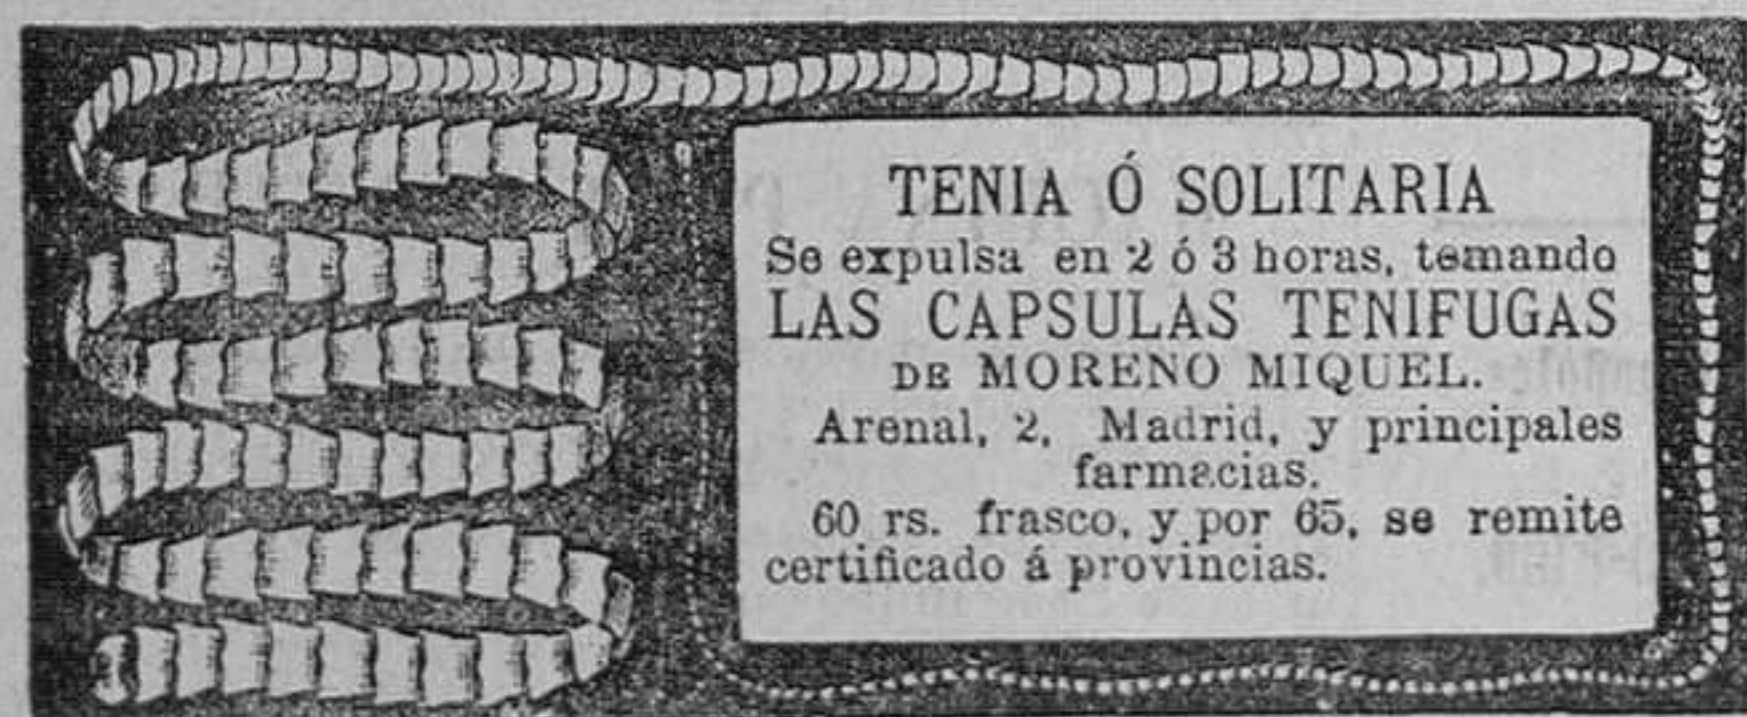 TENIA Ó SOLITARIA
Se expulsa en 2 ó 3 horas, temando
LAS CAPSULAS TENIFUGAS
DE MORENO MIQUEL.
Arenal, 2, Madrid, y principales
farmacias.
60 rs. frasco, y por 65, se remite
certificado á provincias.